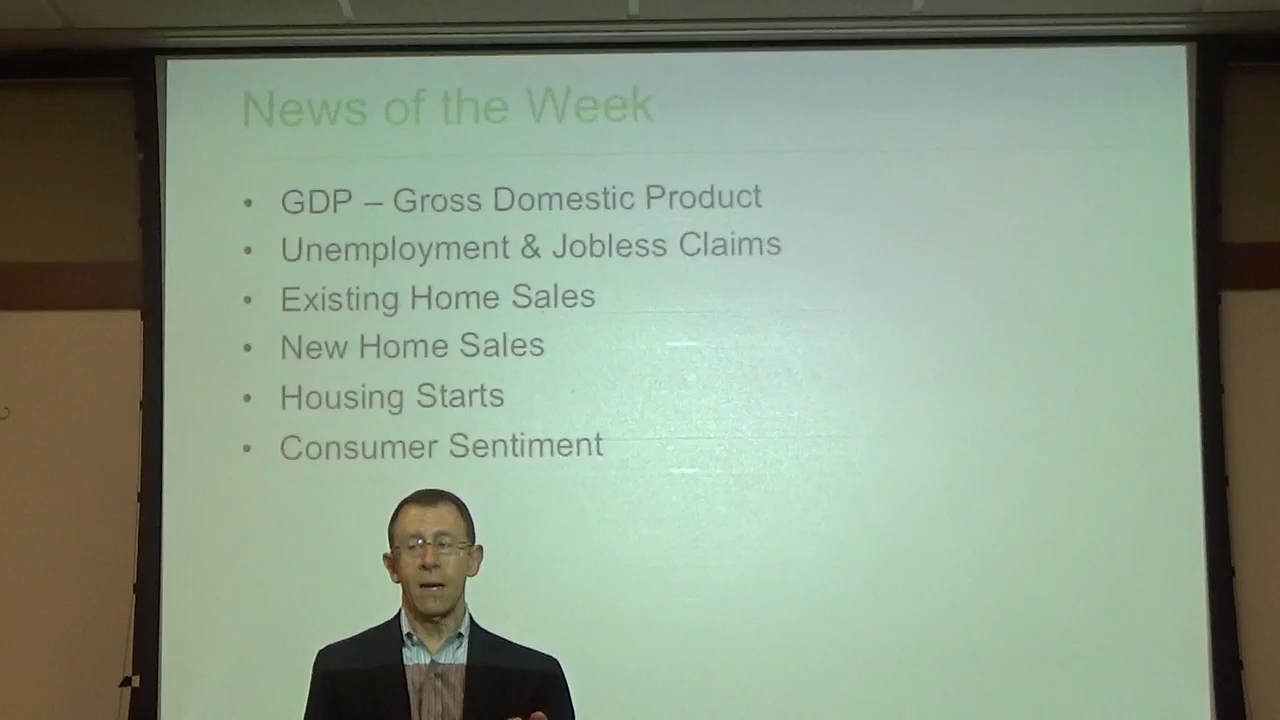 News of the Week
• GDP – Gross Domestic Product
• Unemployment & Jobless Claims
• Existing Home Sales
• New Home Sales
• Housing Starts
• Consumer Sentiment